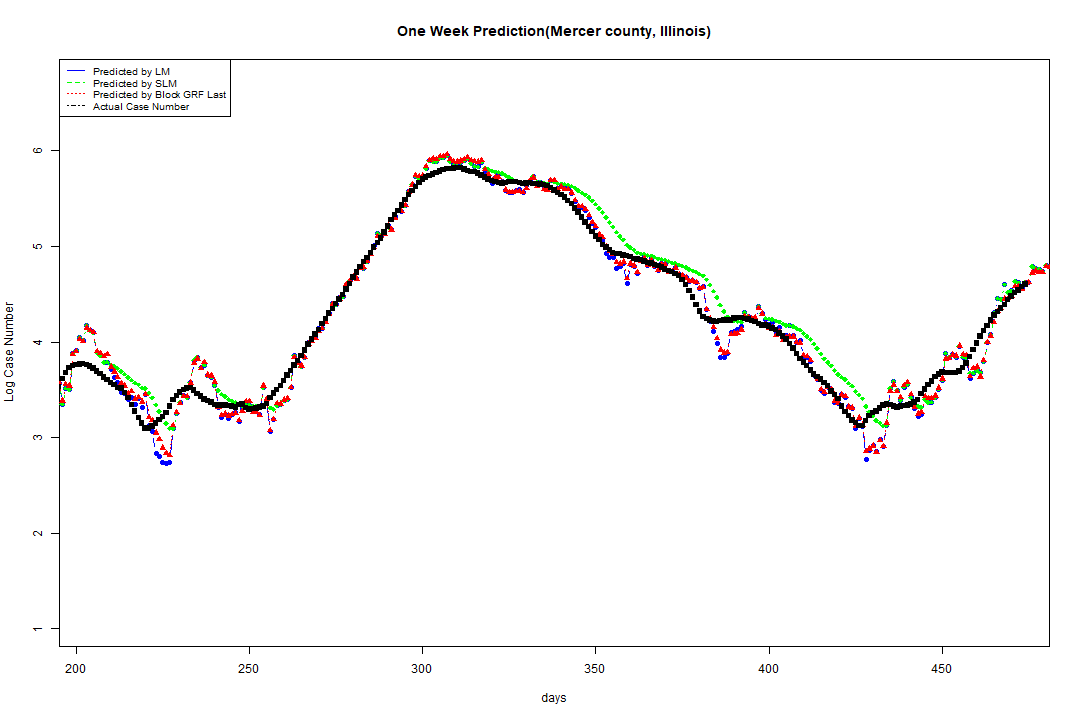 One Week Prediction(Mercer county, Illinois)
Predicted by LM
Predicted by SLM
Predicted by Block GRF Last
Actual Case Number
Log Case Number
6
5
4
3
2
1
200 250 300 350 400 450
days